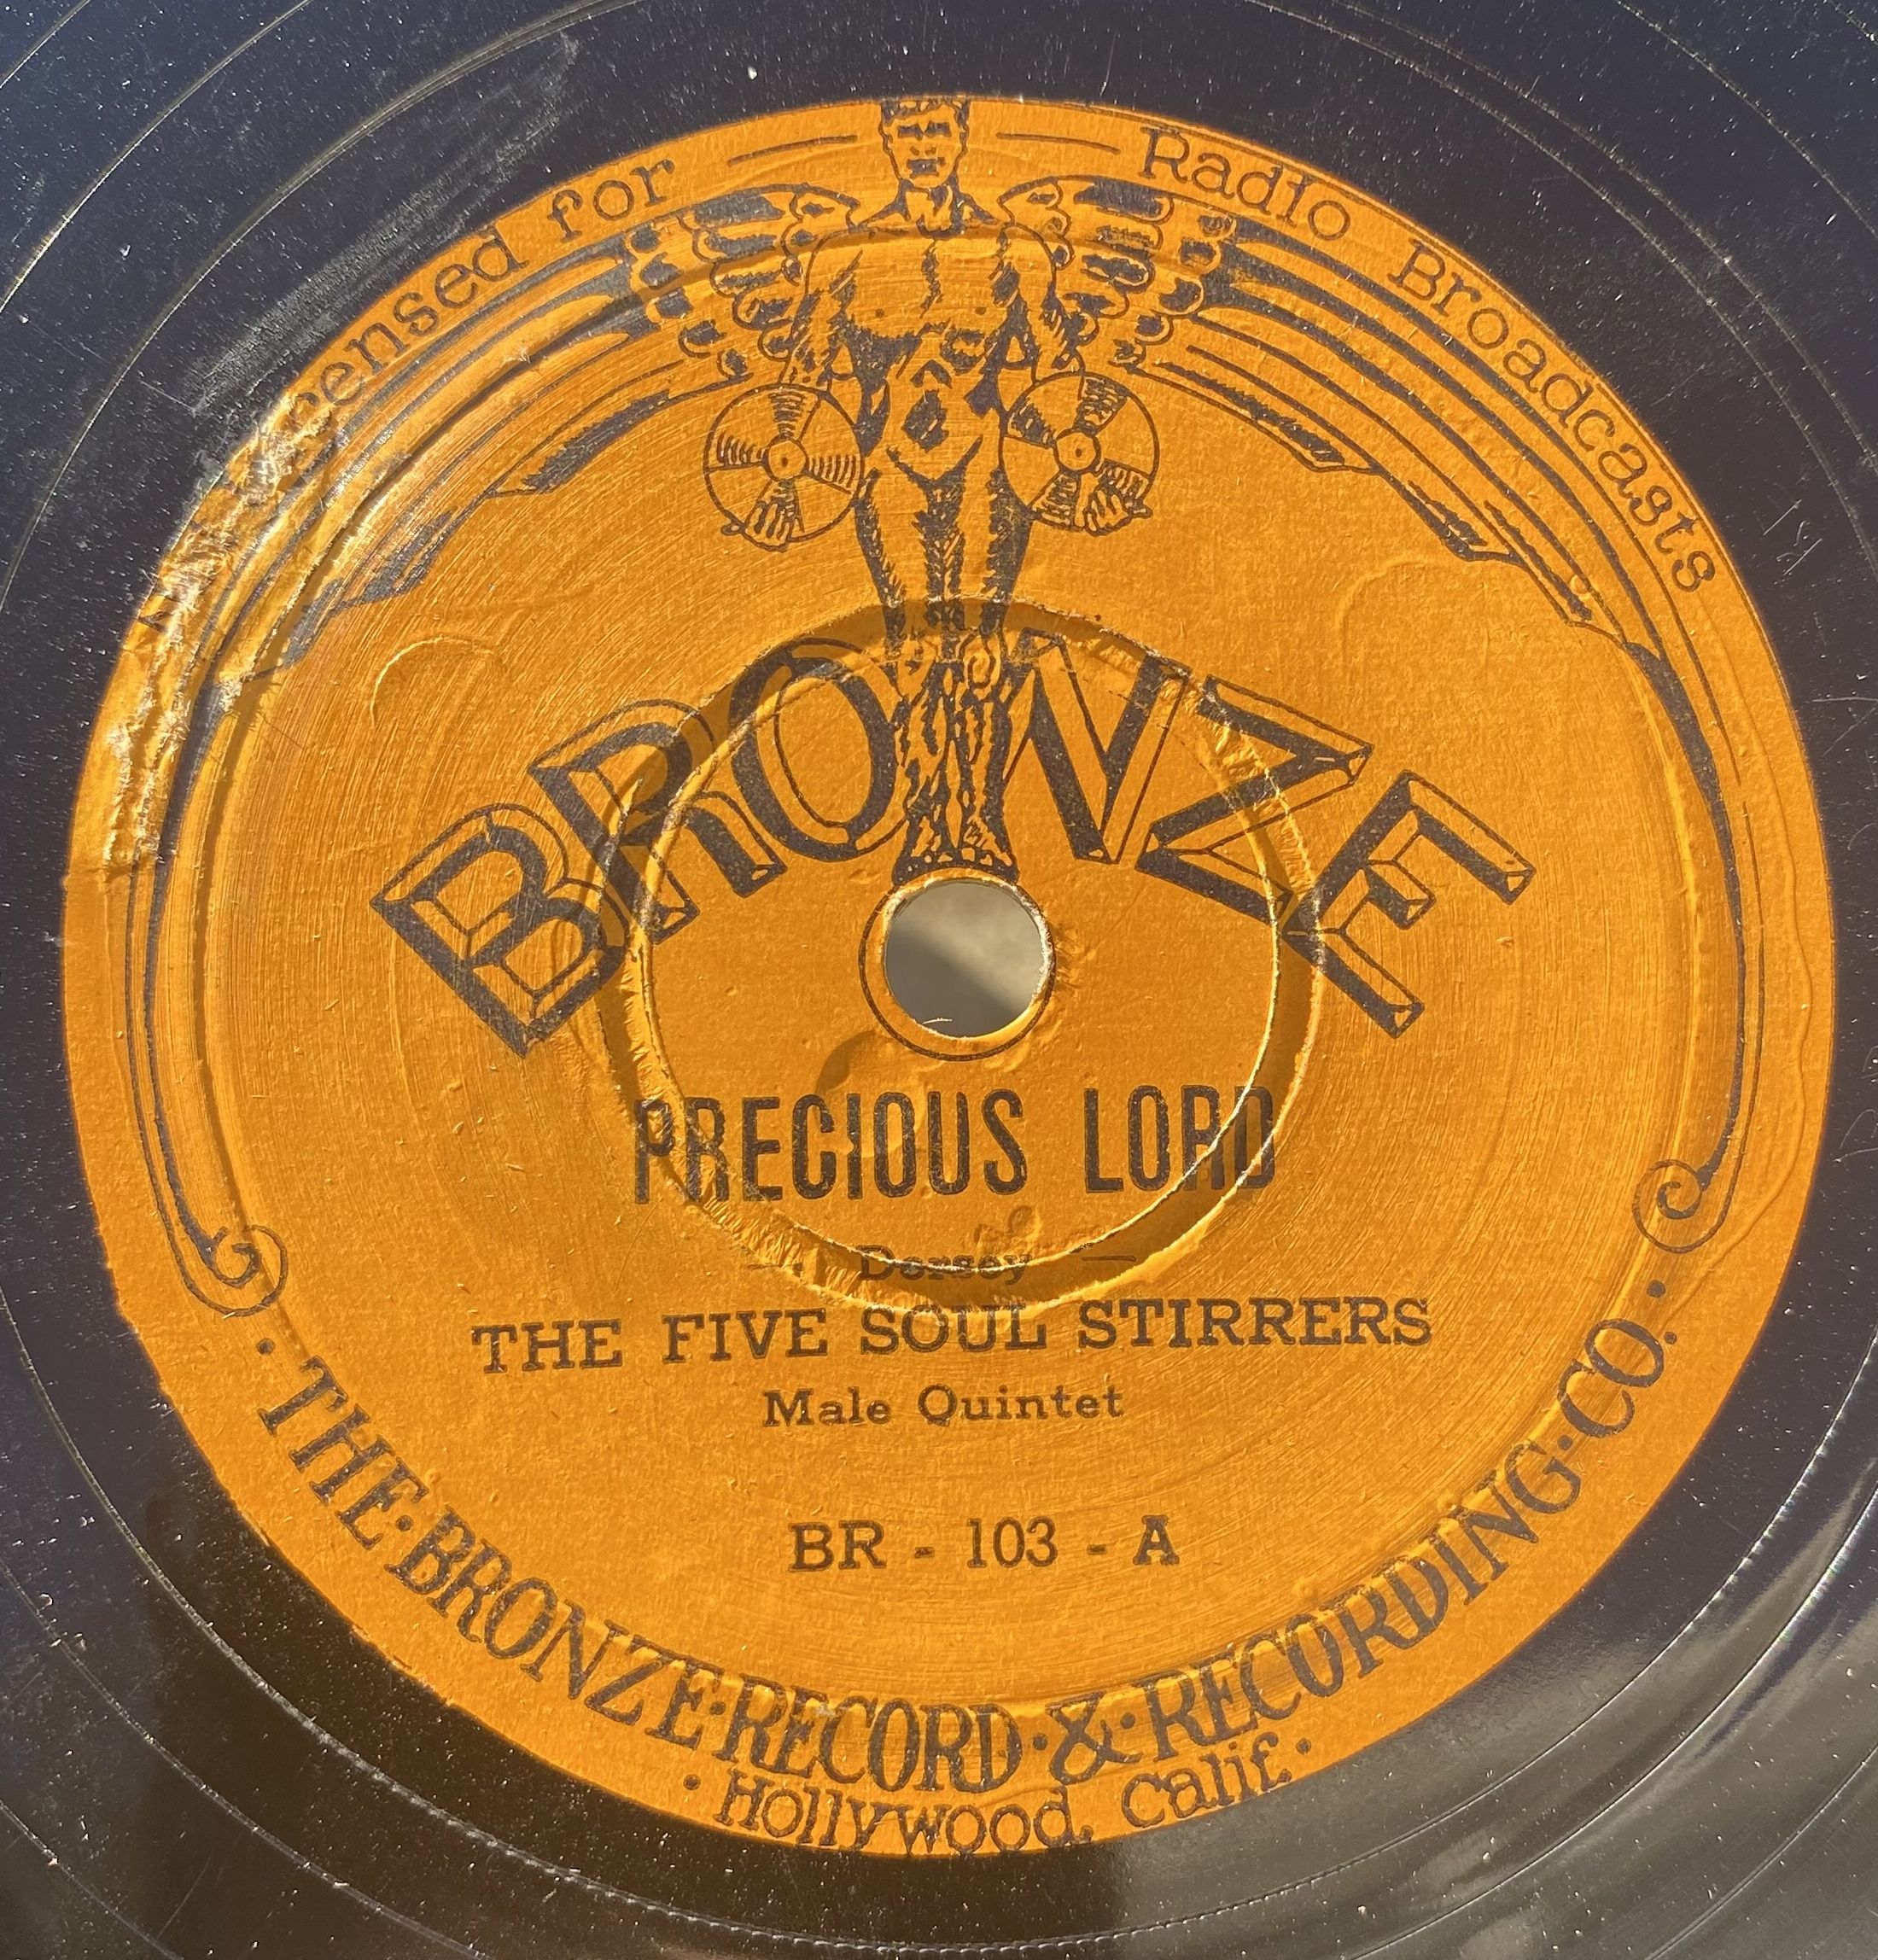 Licensed for Radio Broadcasts
BRONZE
PRECIOUS LORD
— Dorsey —
THE FIVE SOUL STIRRERS
Male Quintet
BR - 103 - A
· THE·BRONZE·RECORD·&·RECORDING·CO. ·
· Hollywood, Calif. ·